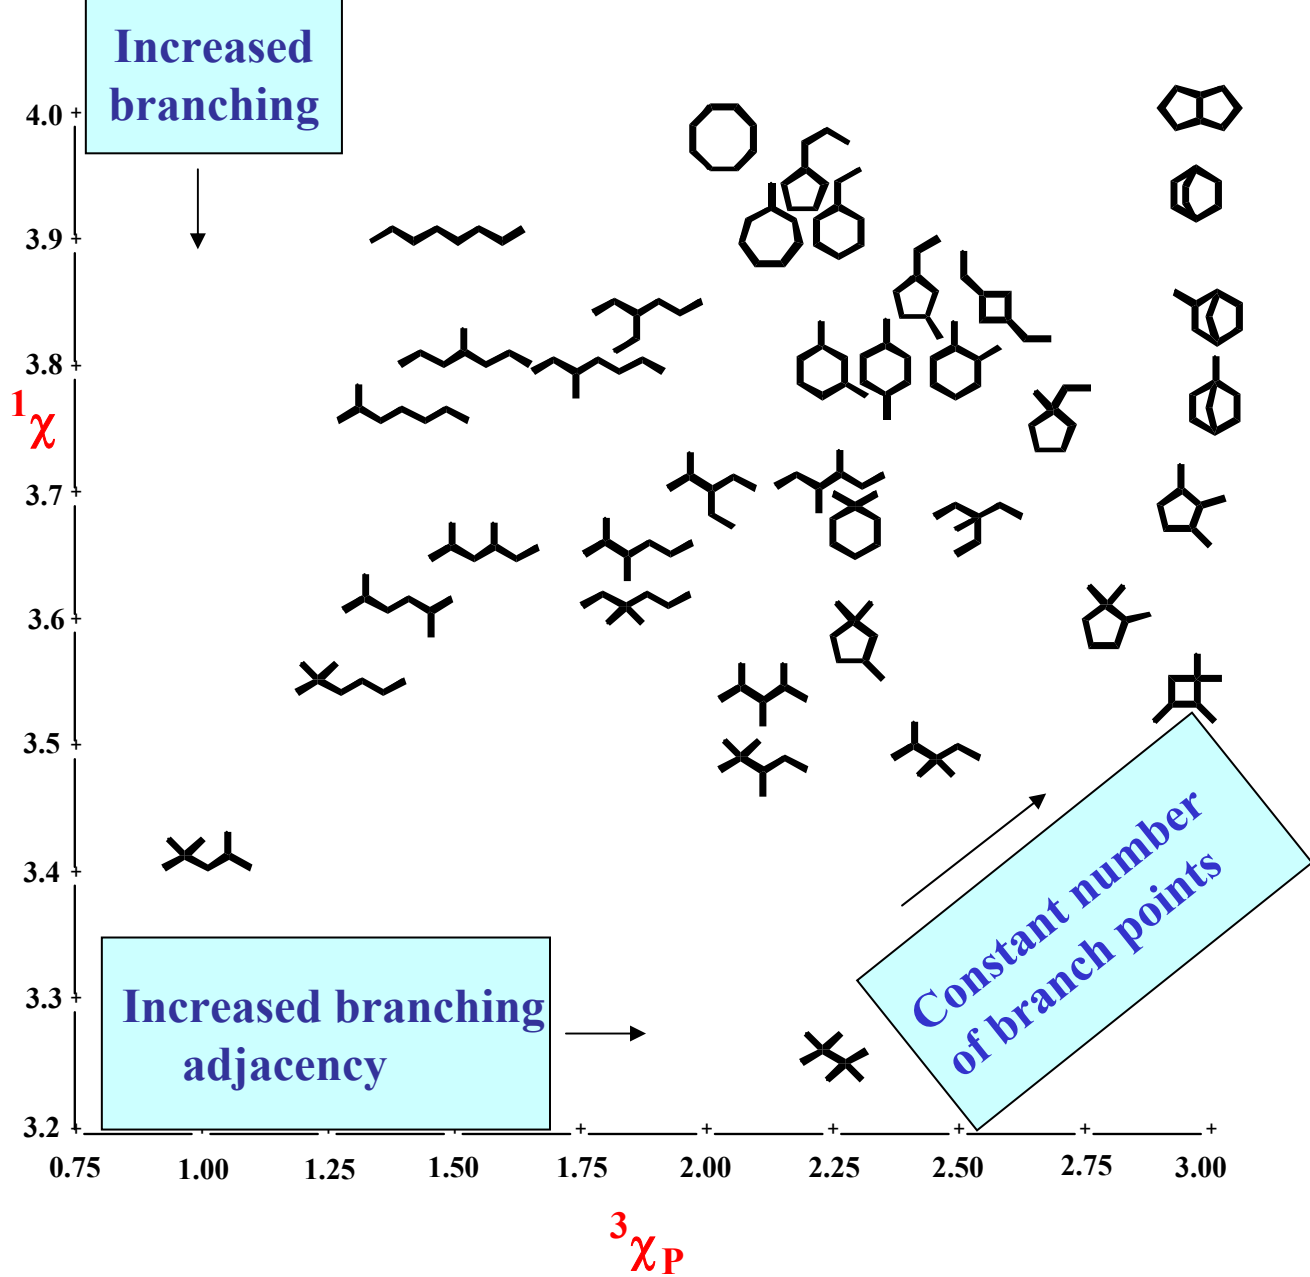 Increased
branching
4.0
3.9
3.8
¹χ
3.7
3.6
3.5
3.4
3.3
3.2
Increased branching
adjacency
Constant number
of branch points
0.75 1.00 1.25 1.50 1.75 2.00 2.25 2.50 2.75 3.00
³χP